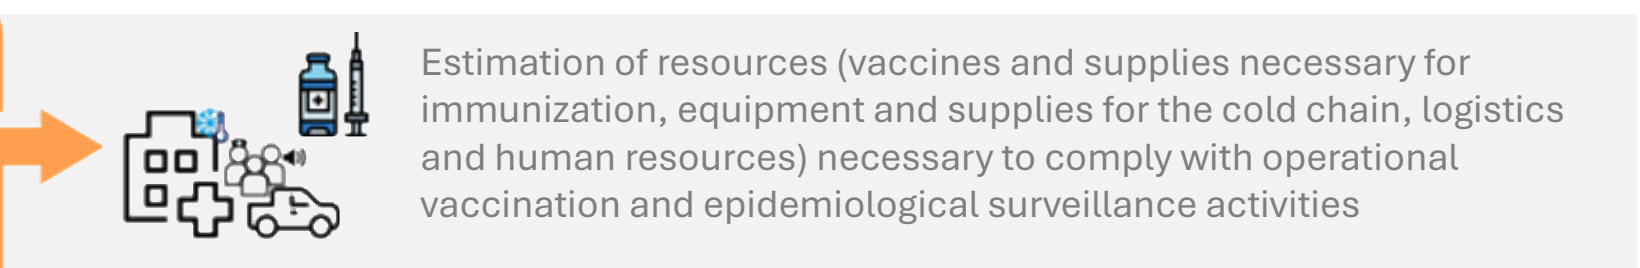 Estimation of resources (vaccines and supplies necessary for
immunization, equipment and supplies for the cold chain, logistics
and human resources) necessary to comply with operational
vaccination and epidemiological surveillance activities